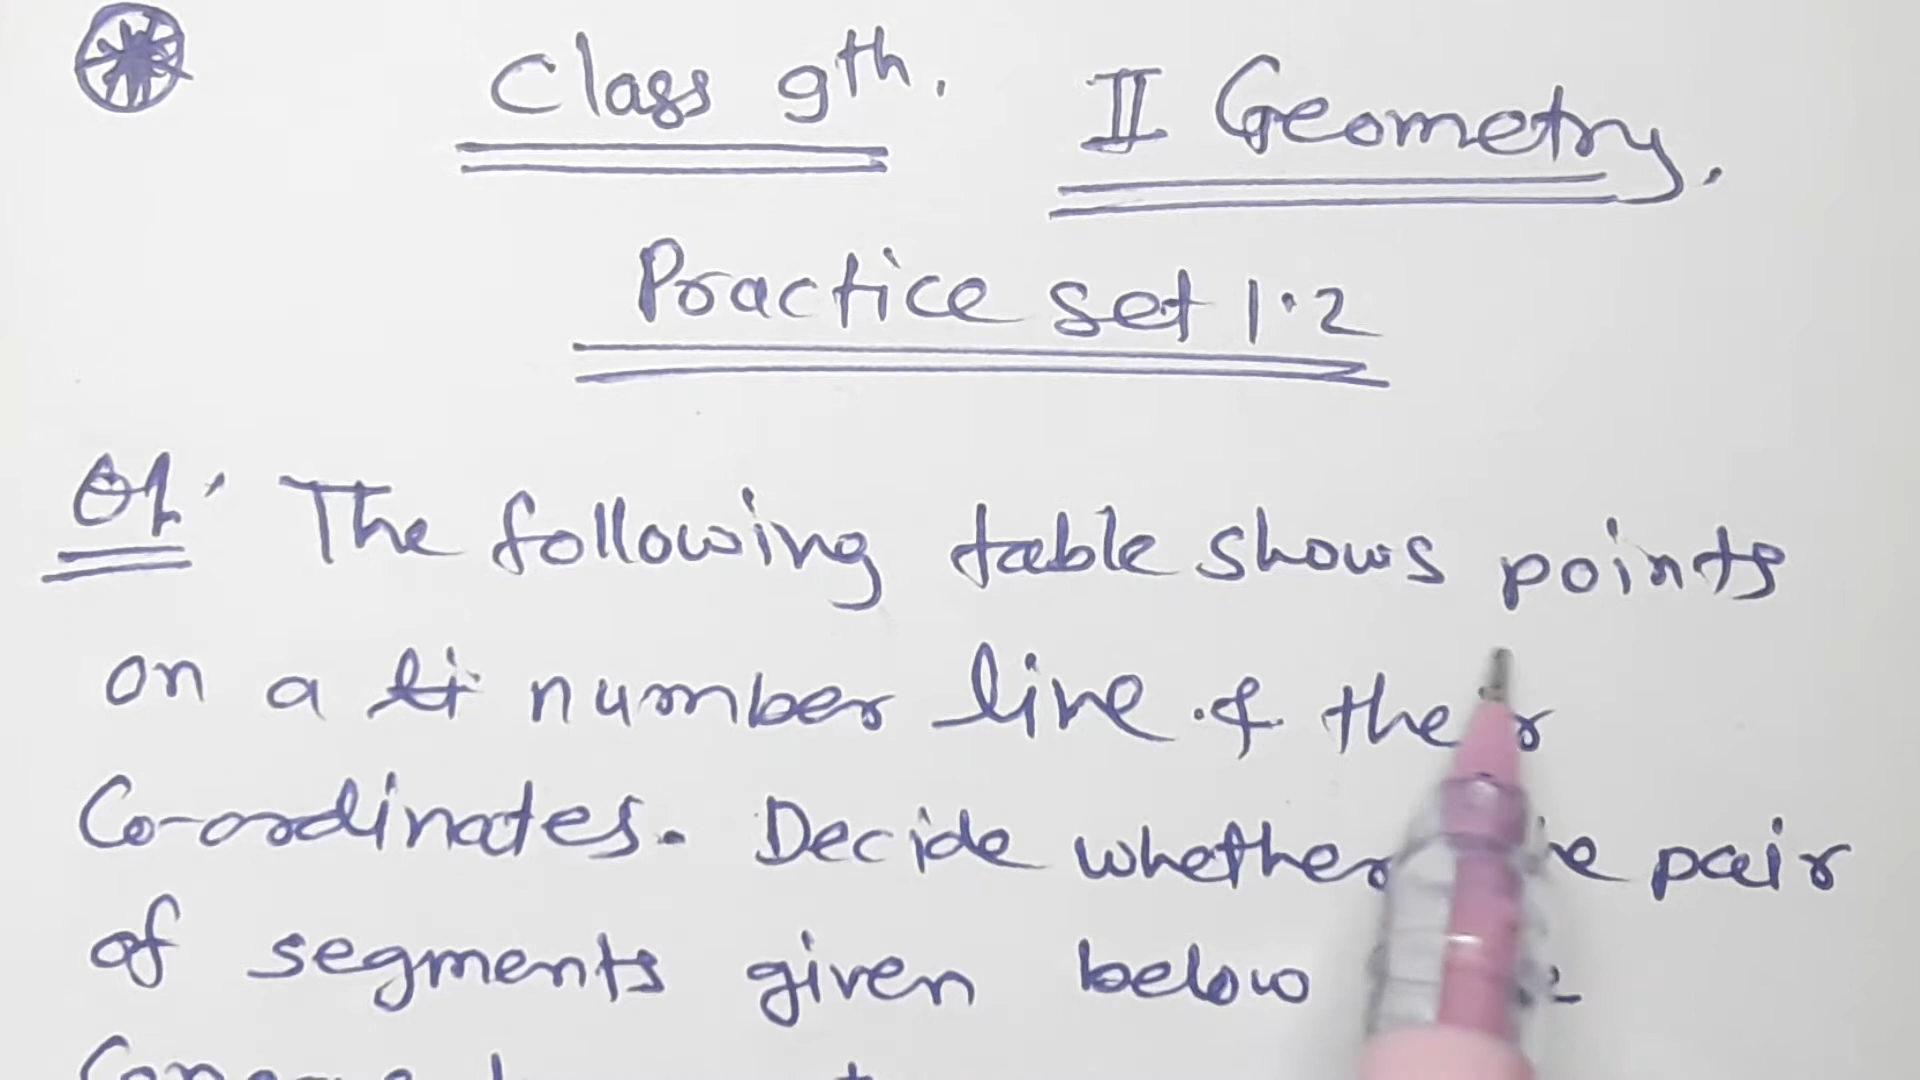 Class 9th. II Geometry.
Practice set 1.2
Q1. The following table shows points
on a number line & their
Co-ordinates. Decide whether pair
of segments given below